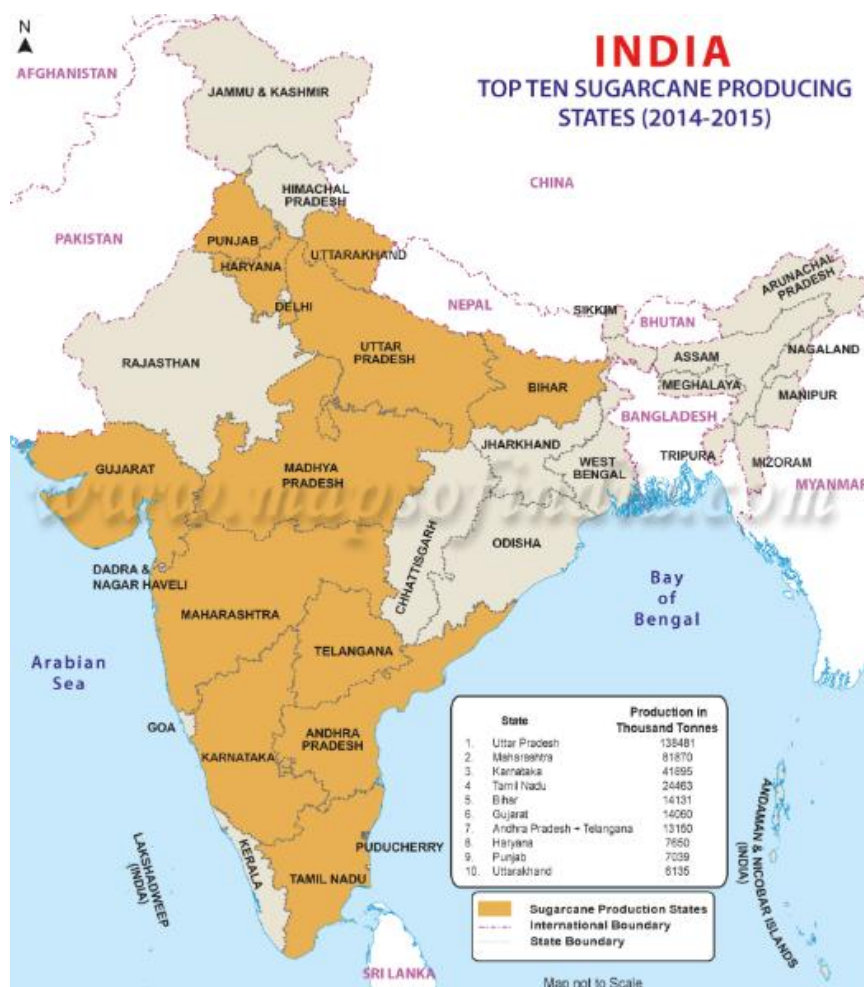 N
INDIA
TOP TEN SUGARCANE PRODUCING
STATES (2014-2015)
AFGHANISTAN
JAMMU & KASHMIR
CHINA
HIMACHAL
PRADESH
PAKISTAN
PUNJAB
UTTARAKHAND
HARYANA
ARUNACHAL
PRADESH
DELHI
NEPAL
SIKKIM
BHUTAN
UTTAR
PRADESH
RAJASTHAN
ASSAM
NAGALAND
BIHAR
MEGHALAYA
MANIPUR
BANGLADESH
JHARKHAND
GUJARAT
MADHYA
PRADESH
WEST
BENGAL
TRIPURA
MIZORAM
MYANMAR
www.mapsofindia.com
ODISHA
CHHATTISGARH
DADRA &
NAGAR HAVELI
MAHARASHTRA
Bay
of
Bengal
TELANGANA
Arabian
Sea
GOA
ANDHRA
PRADESH
KARNATAKA
State Production in
Thousand Tonnes
1. Uttar Pradesh 138481
2. Maharashtra 81870
3. Karnataka 41895
4 Tamil Nadu 24463
5. Bihar 14131
6. Gujarat 14060
7. Andhra Pradesh + Telangana 13150
8. Haryana 7650
9. Punjab 7039
10. Uttarakhand 6135
PUDUCHERRY
KERALA
TAMIL NADU
LAKSHADWEEP
(INDIA)
ANDAMAN & NICOBAR ISLANDS
(INDIA)
Sugarcane Production States
International Boundary
State Boundary
SRI LANKA
Map not to Scale